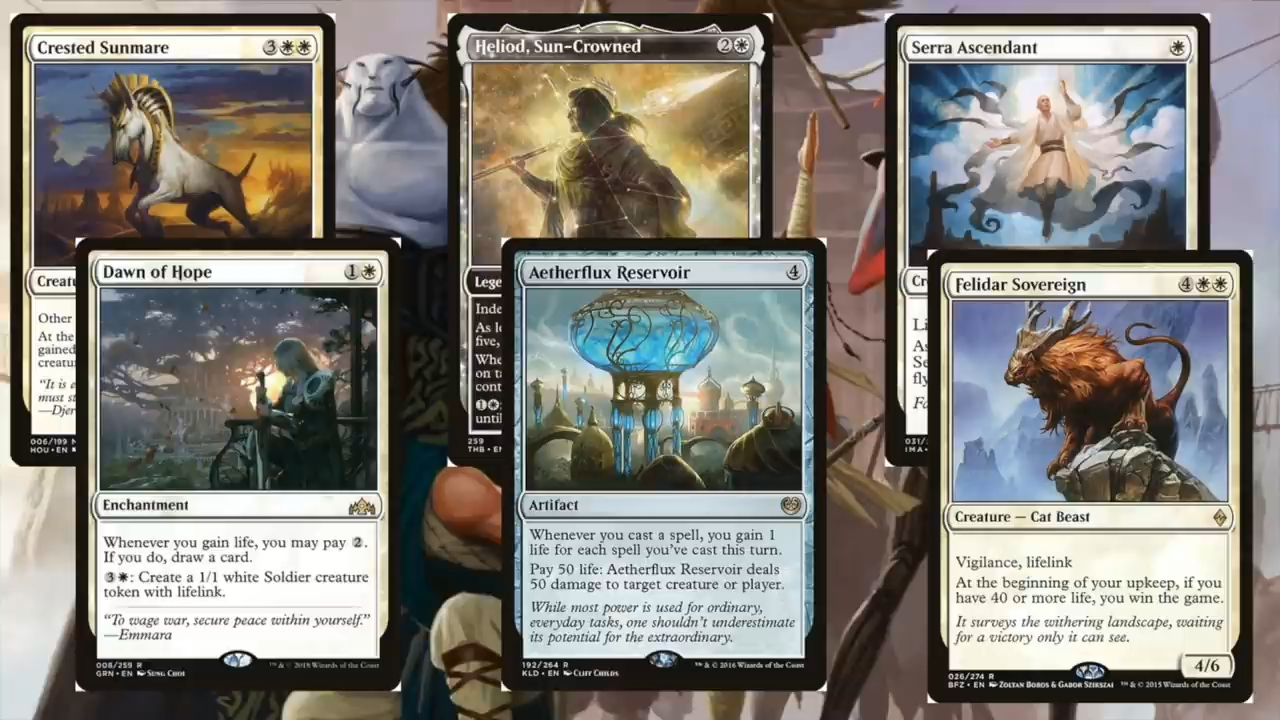 Crested Sunmare 3
Creatu
Other
At the
gained
creatu
"It is e
must st
—Djer
006/199
HOU • EN
Dawn of Hope 1
Enchantment
Whenever you gain life, you may pay 2.
If you do, draw a card.
3: Create a 1/1 white Soldier creature
token with lifelink.
"To wage war, secure peace within yourself."
—Emmara
008/259 R
GRN • EN Sung Choi
™ & © 2018 Wizards of the Coast
Heliod, Sun-Crowned 2
Lege
Inde
As l
five,
Whe
on ta
cont
1
until
259
THB • EN
Aetherflux Reservoir 4
Artifact
Whenever you cast a spell, you gain 1
life for each spell you've cast this turn.
Pay 50 life: Aetherflux Reservoir deals
50 damage to target creature or player.
While most power is used for ordinary,
everyday tasks, one shouldn't underestimate
its potential for the extraordinary.
192/264 R
KLD • EN Cliff Childs
™ & © 2016 Wizards of the Coast
Serra Ascendant
Cr
Li
As
Se
fly
Fo
031/
IMA •
Felidar Sovereign 4
Creature — Cat Beast
Vigilance, lifelink
At the beginning of your upkeep, if you
have 40 or more life, you win the game.
It surveys the withering landscape, waiting
for a victory only it can see.
4/6
026/274 R
BFZ • EN Zoltan Boros & Gabor Szikszai ™ & © 2015 Wizards of the Coast